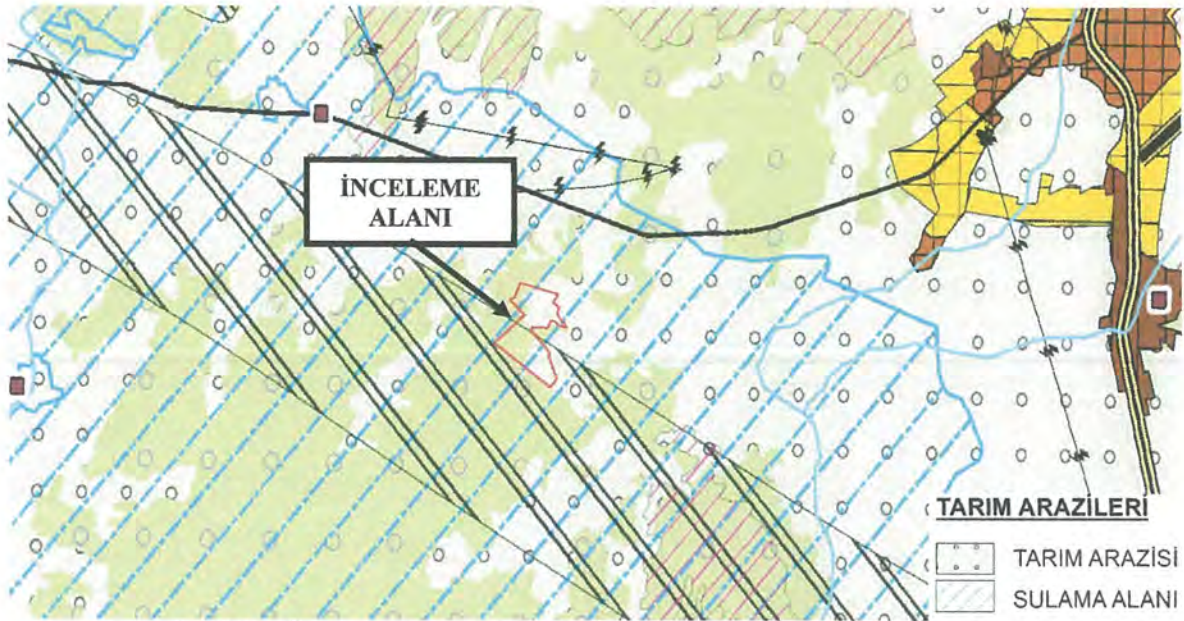 İNCELEME
ALANI
TARIM ARAZİLERİ
TARIM ARAZİSİ
SULAMA ALANI